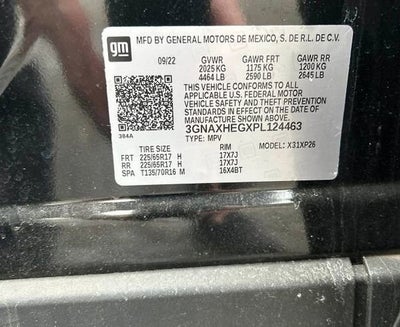 gm
MFD BY GENERAL MOTORS DE MEXICO, S. DE R.L. DE C.V.
09/22 GVWR GAWR FRT GAWR RR
2025 KG 1175 KG 1200 KG
4464 LB 2590 LB 2645 LB
THIS VEHICLE CONFORMS TO ALL
APPLICABLE U.S. FEDERAL MOTOR
VEHICLE SAFETY AND THEFT PREVENTION
STANDARDS IN EFFECT ON THE DATE OF
MANUFACTURE SHOWN ABOVE.
384A 3GNAXHEGXPL124463
TYPE: MPV
TIRE SIZE RIM MODEL: X31XP26
FRT 225/65R17 H 17X7J
RR 225/65R17 H 17X7J
SPA T135/70R16 M 16X4BT